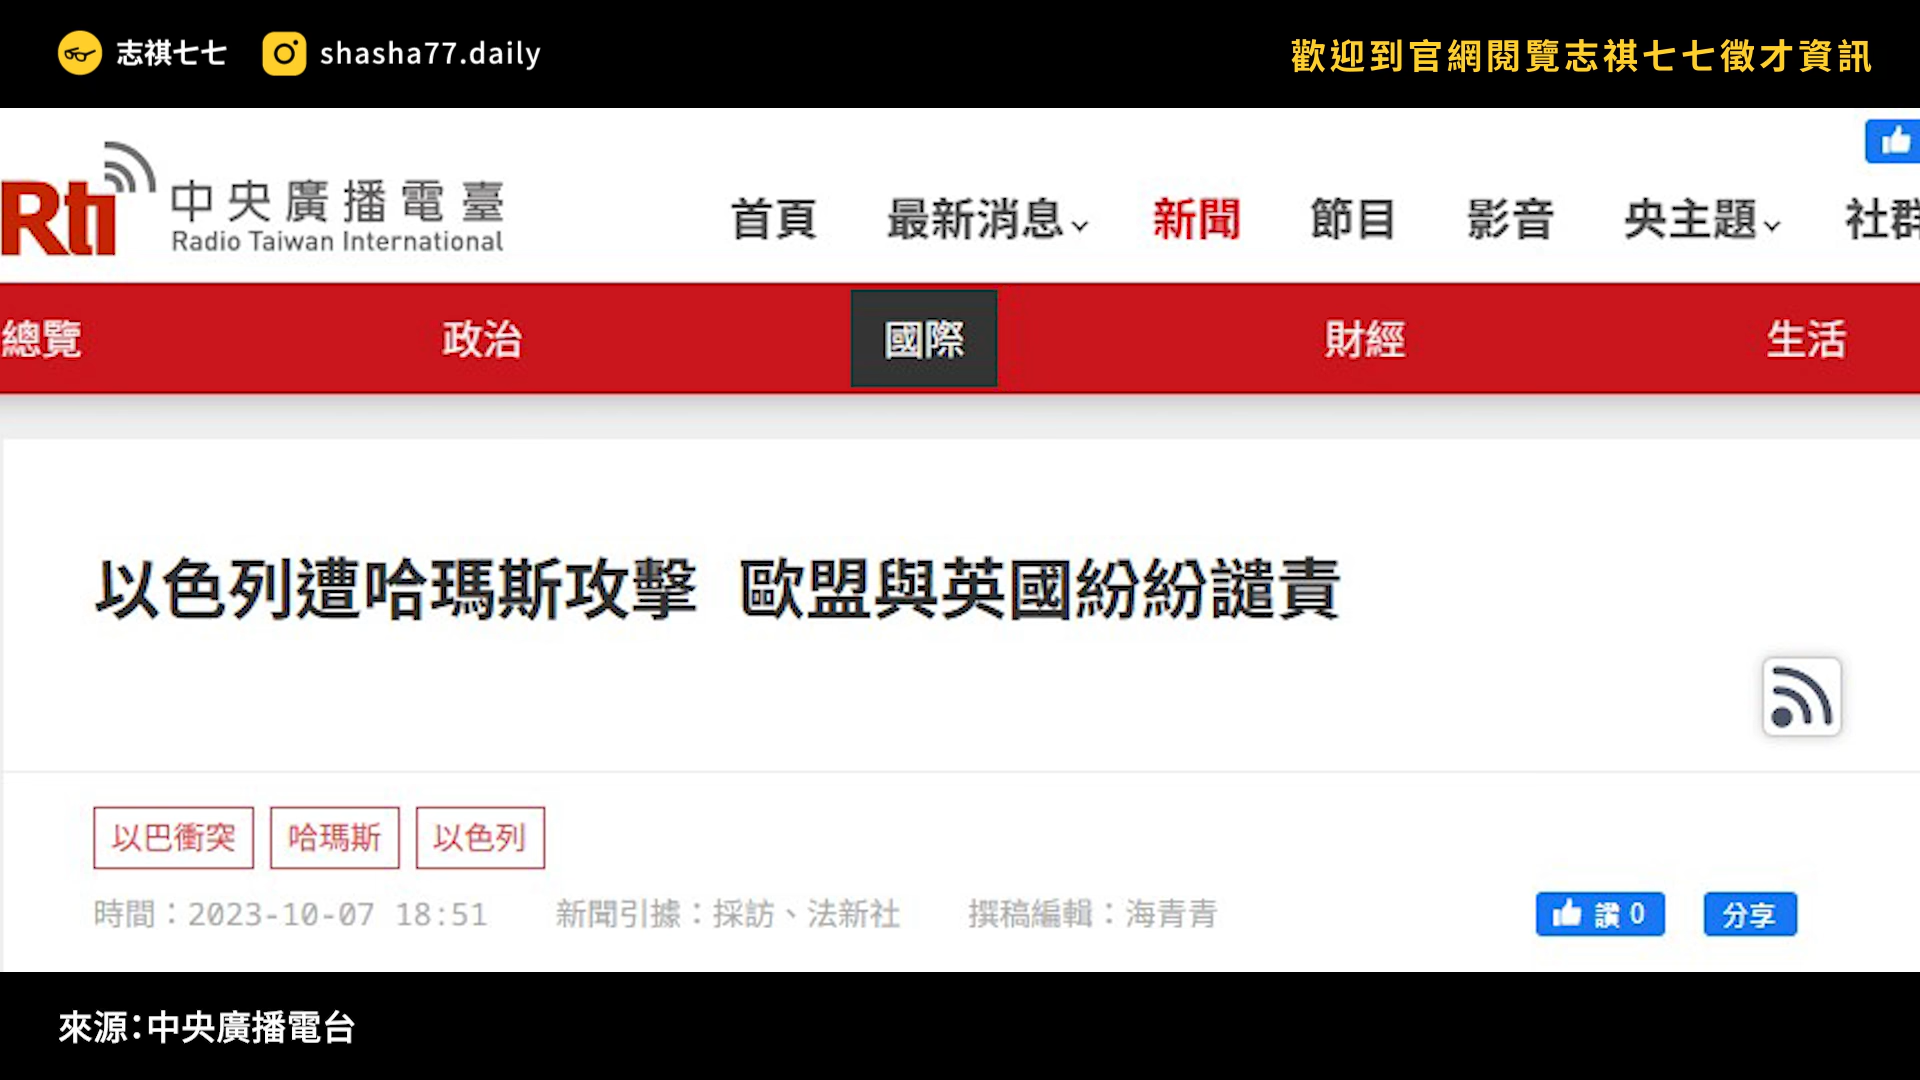 志祺七七 shasha77.daily 歡迎到官網閱覽志祺七七徵才資訊
Rti 中央廣播電臺
Radio Taiwan International
首頁 最新消息 新聞 節目 影音 央主題 社群
總覽 政治 國際 財經 生活
以色列遭哈瑪斯攻擊 歐盟與英國紛紛譴責
以巴衝突 哈瑪斯 以色列
時間：2023-10-07 18:51 新聞引據：採訪、法新社 撰稿編輯：海青青 讚 0 分享
來源:中央廣播電台